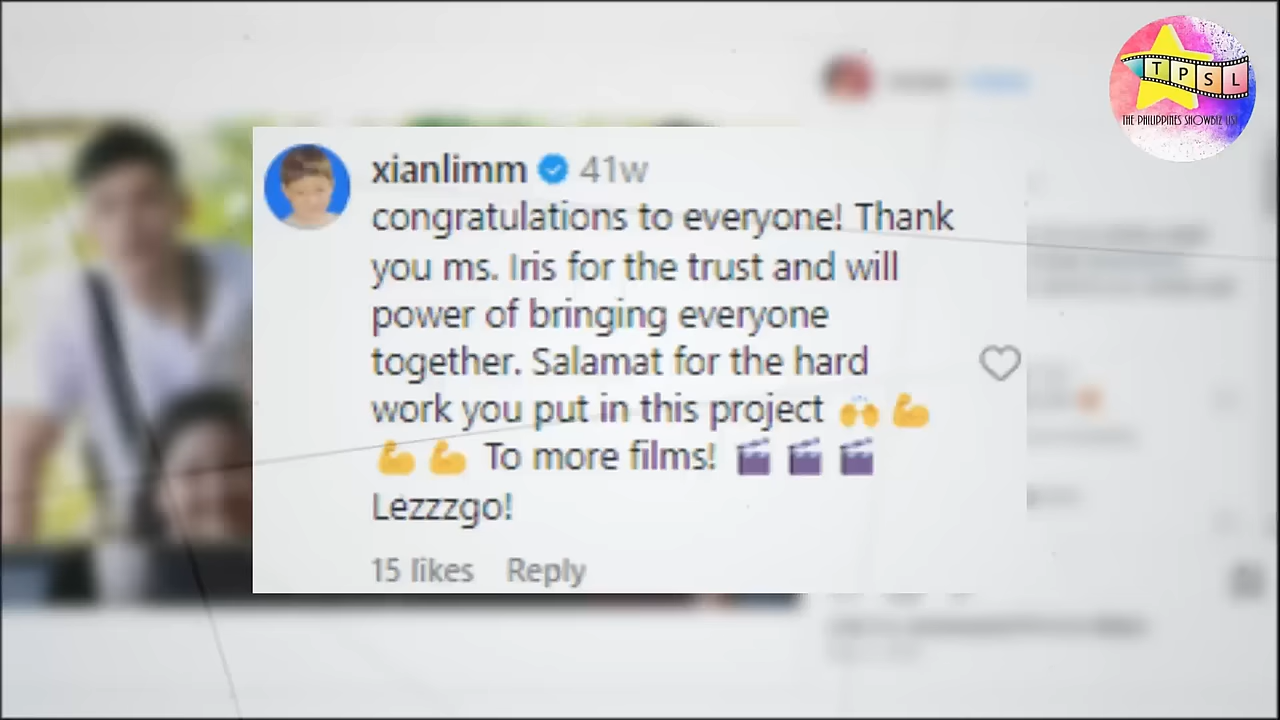 T P S L
THE PHILIPPINES SHOWBIZ LIST
xianlimm 41w
congratulations to everyone! Thank
you ms. Iris for the trust and will
power of bringing everyone
together. Salamat for the hard
work you put in this project 🙌💪
💪💪 To more films! 🎬🎬🎬
Lezzzgo!
15 likes Reply